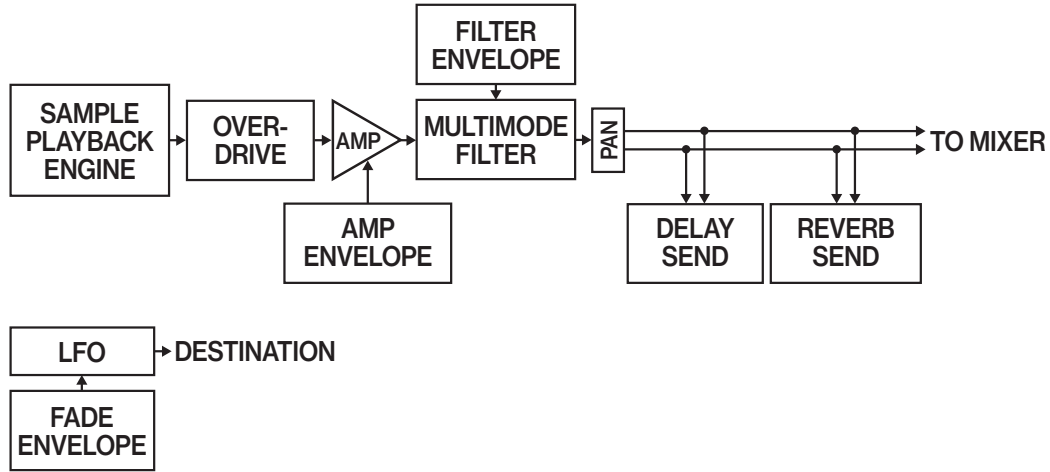 FILTER
ENVELOPE
SAMPLE
PLAYBACK
ENGINE
OVER-
DRIVE
AMP
MULTIMODE
FILTER
PAN
TO MIXER
AMP
ENVELOPE
DELAY
SEND
REVERB
SEND
LFO
DESTINATION
FADE
ENVELOPE